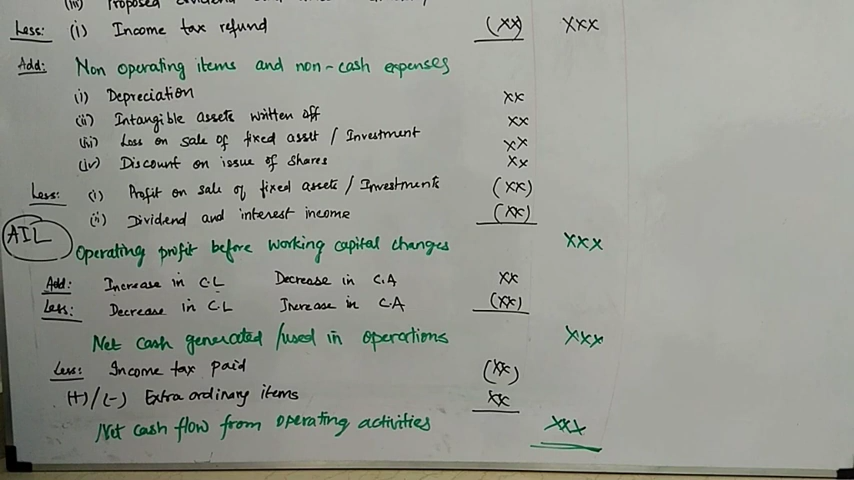 (iii) Proposed dividend
Less: (i) Income tax refund (xx) XXX
Add: Non operating items and non-cash expenses
(i) Depreciation xx
(ii) Intangible assets written off xx
(iii) Loss on sale of fixed asset / Investment xx
(iv) Discount on issue of shares xx
Less: (i) Profit on sale of fixed assets / Investments (xx)
(ii) Dividend and interest income (xx)
AIL
Operating profit before working capital changes XXX
Add: Increase in C.L Decrease in C.A xx
Less: Decrease in C.L Increase in C.A (xx)
Net cash generated /used in operations XXX
Less: Income tax paid (xx)
(+)/(-) Extra ordinary items xx
Net cash flow from operating activities XXX